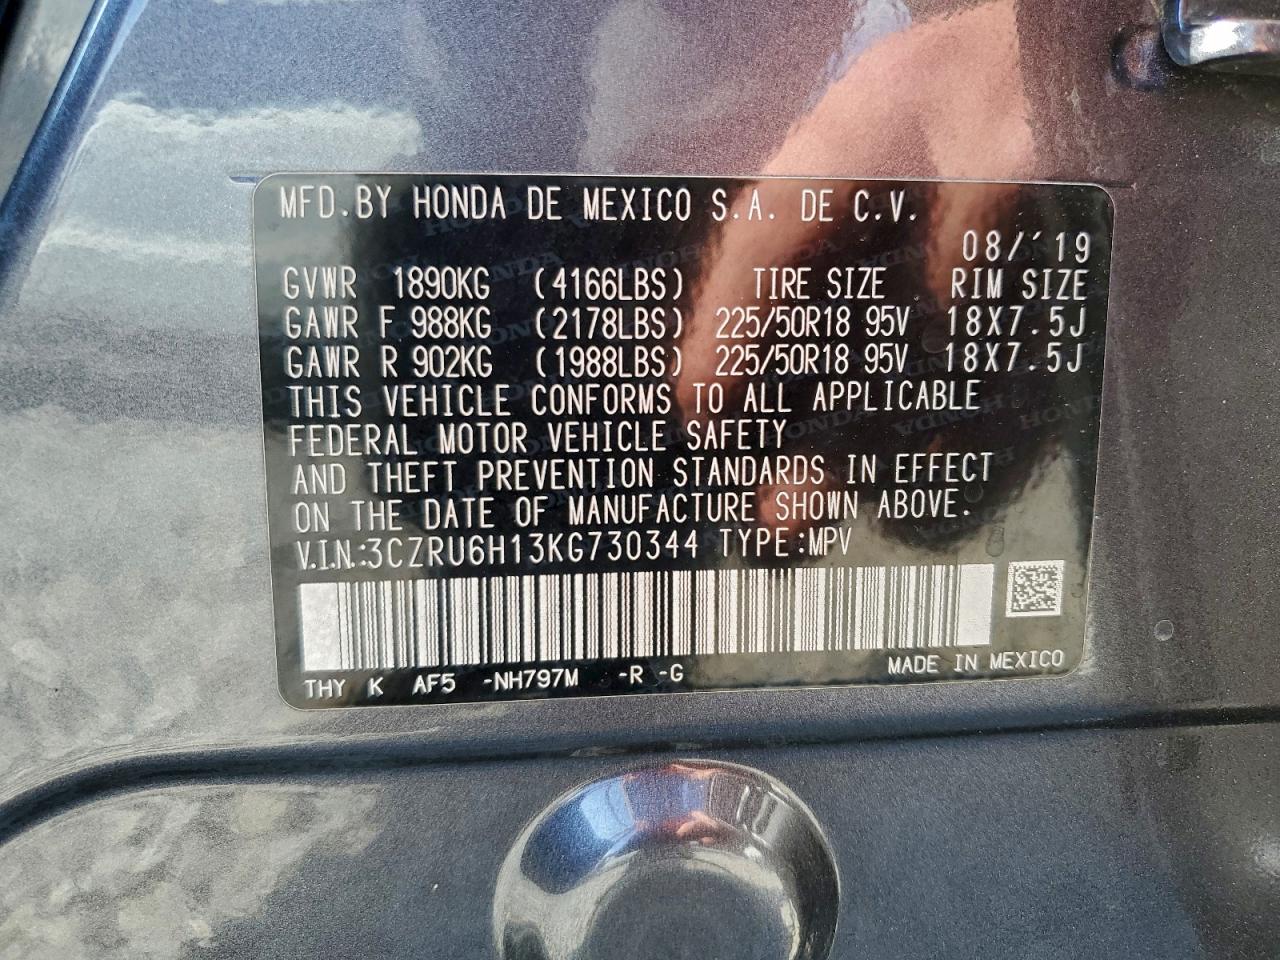 MFD.BY HONDA DE MEXICO S.A. DE C.V.
08/'19
GVWR 1890KG (4166LBS) TIRE SIZE RIM SIZE
GAWR F 988KG (2178LBS) 225/50R18 95V 18X7.5J
GAWR R 902KG (1988LBS) 225/50R18 95V 18X7.5J
THIS VEHICLE CONFORMS TO ALL APPLICABLE
FEDERAL MOTOR VEHICLE SAFETY
AND THEFT PREVENTION STANDARDS IN EFFECT
ON THE DATE OF MANUFACTURE SHOWN ABOVE.
V.I.N.:3CZRU6H13KG730344 TYPE:MPV
THY K AF5 -NH797M -R -G MADE IN MEXICO